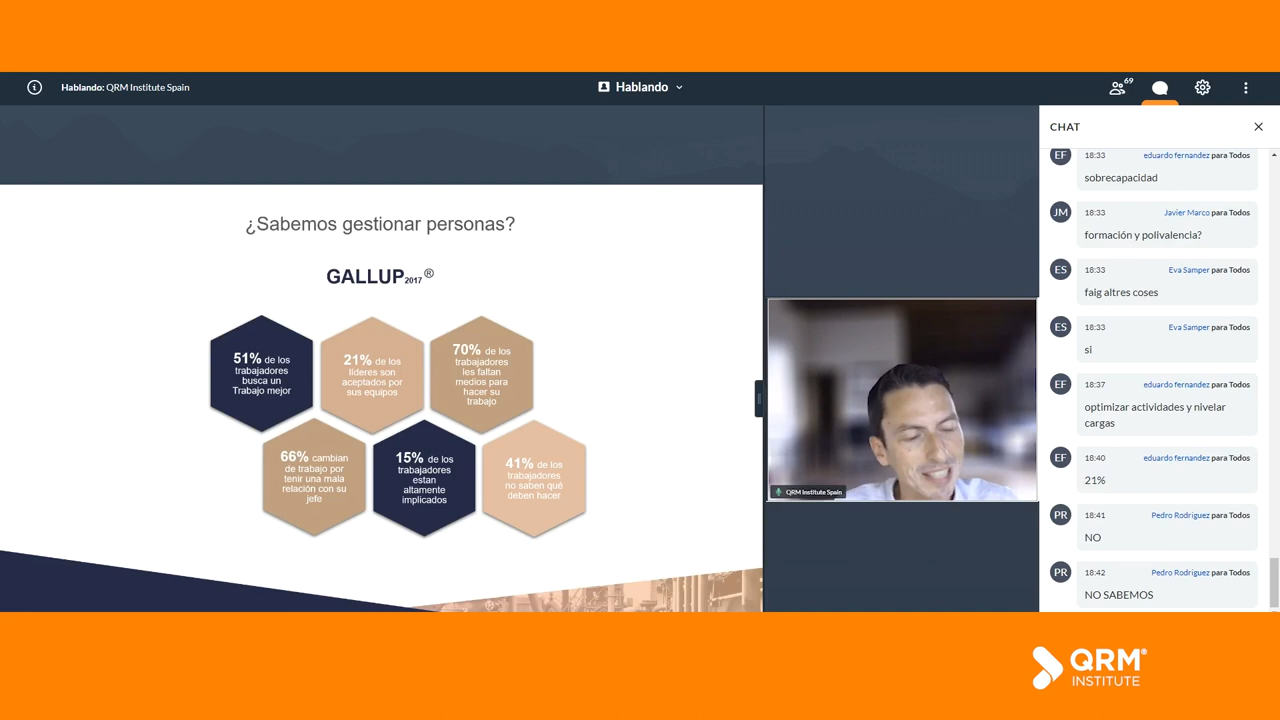 Hablando: QRM Institute Spain
Hablando
69
¿Sabemos gestionar personas?
GALLUP2017®
51% de los
trabajadores
busca un
Trabajo mejor
21% de los
líderes son
aceptados por
sus equipos
70% de los
trabajadores
les faltan
medios para
hacer su
trabajo
66% cambian
de trabajo por
tener una mala
relación con su
jefe
15% de los
trabajadores
estan
altamente
implicados
41% de los
trabajadores
no saben qué
deben hacer
QRM Institute Spain
CHAT
EF
18:33 eduardo fernandez para Todos
sobrecapacidad
JM
18:33 Javier Marco para Todos
formación y polivalencia?
ES
18:33 Eva Samper para Todos
faig altres coses
ES
18:33 Eva Samper para Todos
si
EF
18:37 eduardo fernandez para Todos
optimizar actividades y nivelar
cargas
EF
18:40 eduardo fernandez para Todos
21%
PR
18:41 Pedro Rodriguez para Todos
NO
PR
18:42 Pedro Rodriguez para Todos
NO SABEMOS
QRM®
INSTITUTE